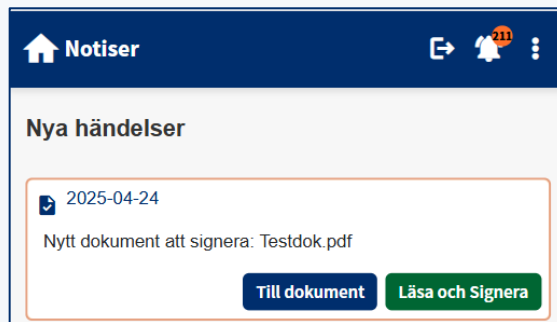 Notiser
211
Nya händelser
2025-04-24
Nytt dokument att signera: Testdok.pdf
Till dokument
Läsa och Signera